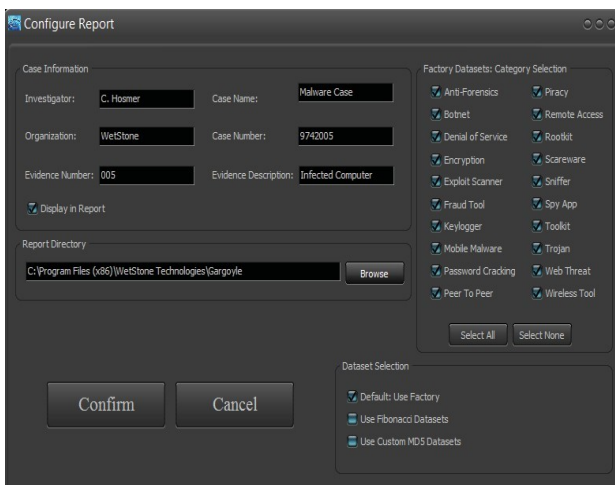 Configure Report
Case Information
Investigator: C. Hosmer Case Name: Malware Case
Organization: WetStone Case Number: 9742005
Evidence Number: 005 Evidence Description: Infected Computer
Display in Report
Report Directory
C:\Program Files (x86)\WetStone Technologies\Gargoyle Browse
Confirm Cancel
Factory Datasets: Category Selection
Anti-Forensics Piracy
Botnet Remote Access
Denial of Service Rootkit
Encryption Scareware
Exploit Scanner Sniffer
Fraud Tool Spy App
Keylogger Toolkit
Mobile Malware Trojan
Password Cracking Web Threat
Peer To Peer Wireless Tool
Select All Select None
Dataset Selection
Default: Use Factory
Use Fibonacci Datasets
Use Custom MD5 Datasets